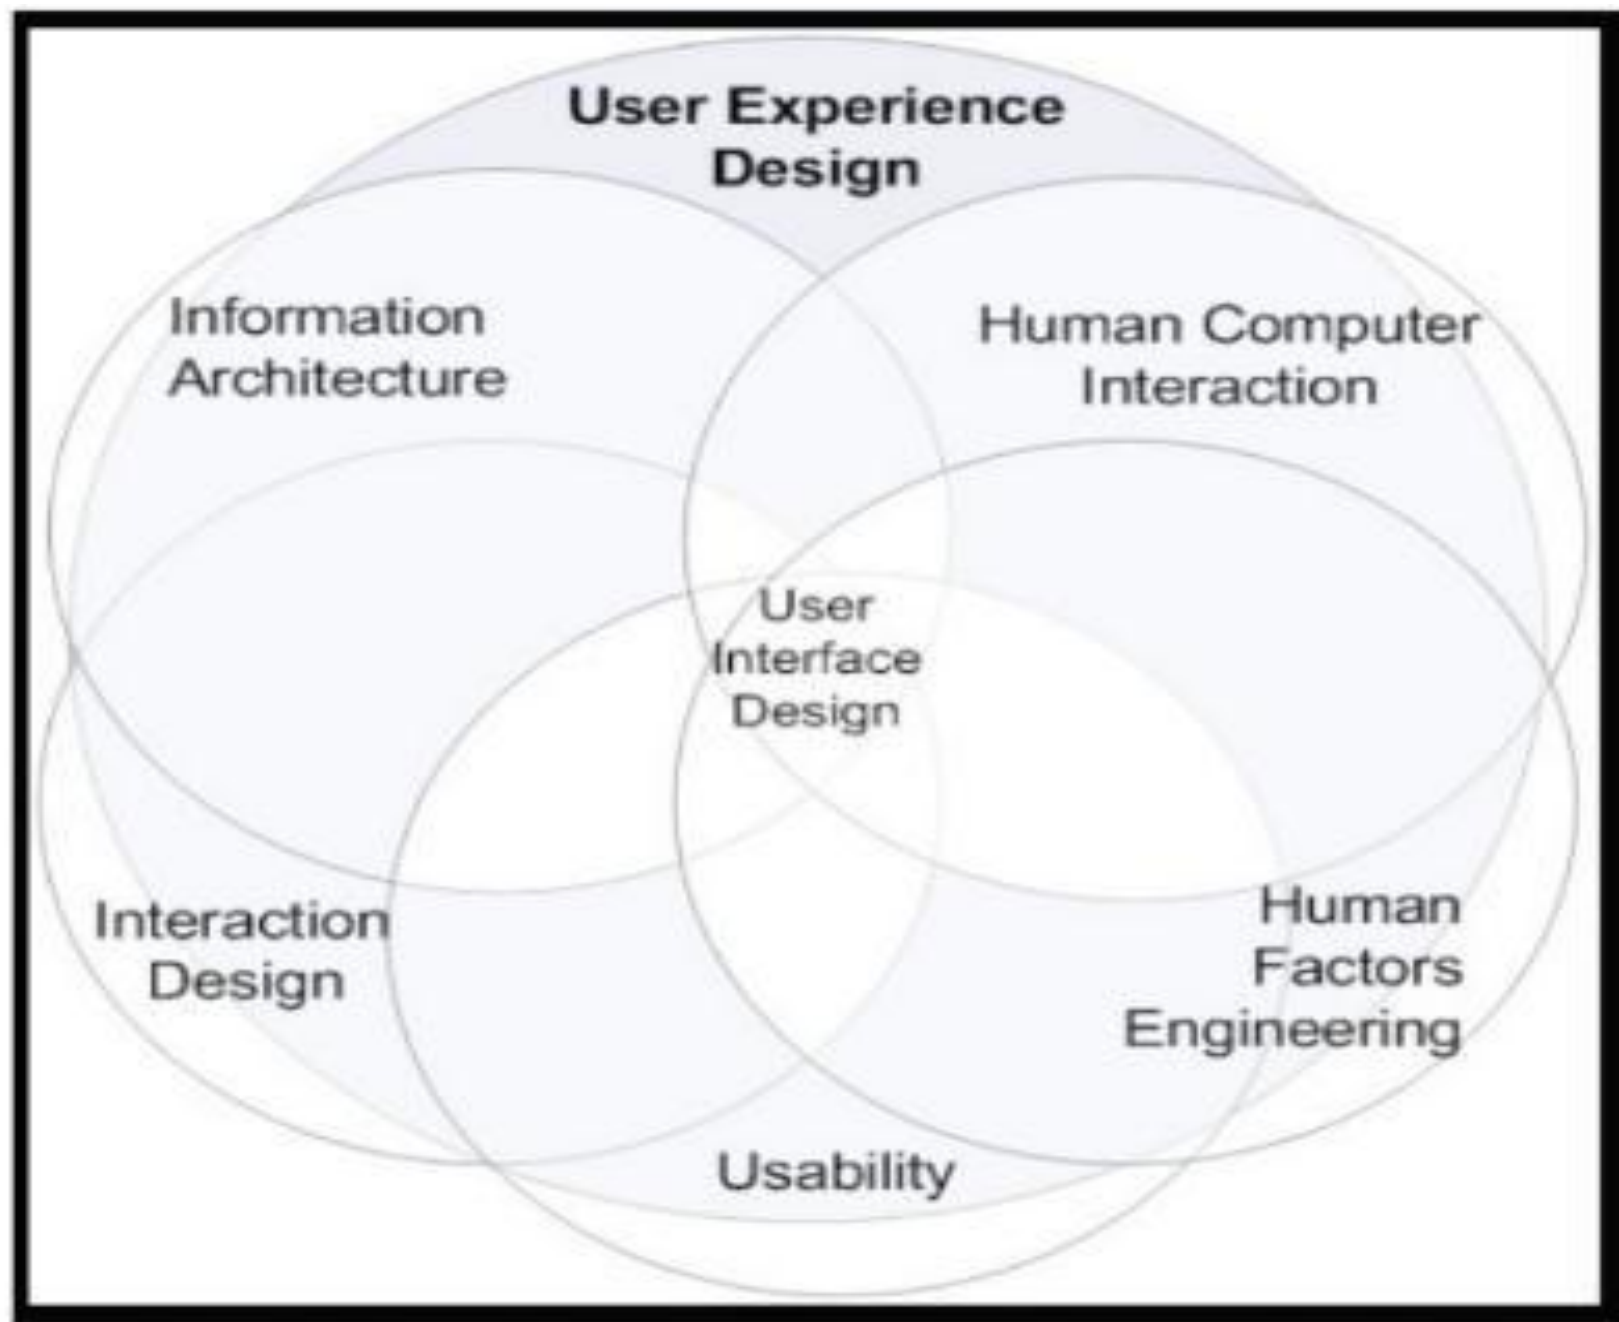 User Experience
Design
Information
Architecture
Human Computer
Interaction
User
Interface
Design
Interaction
Design
Human
Factors
Engineering
Usability